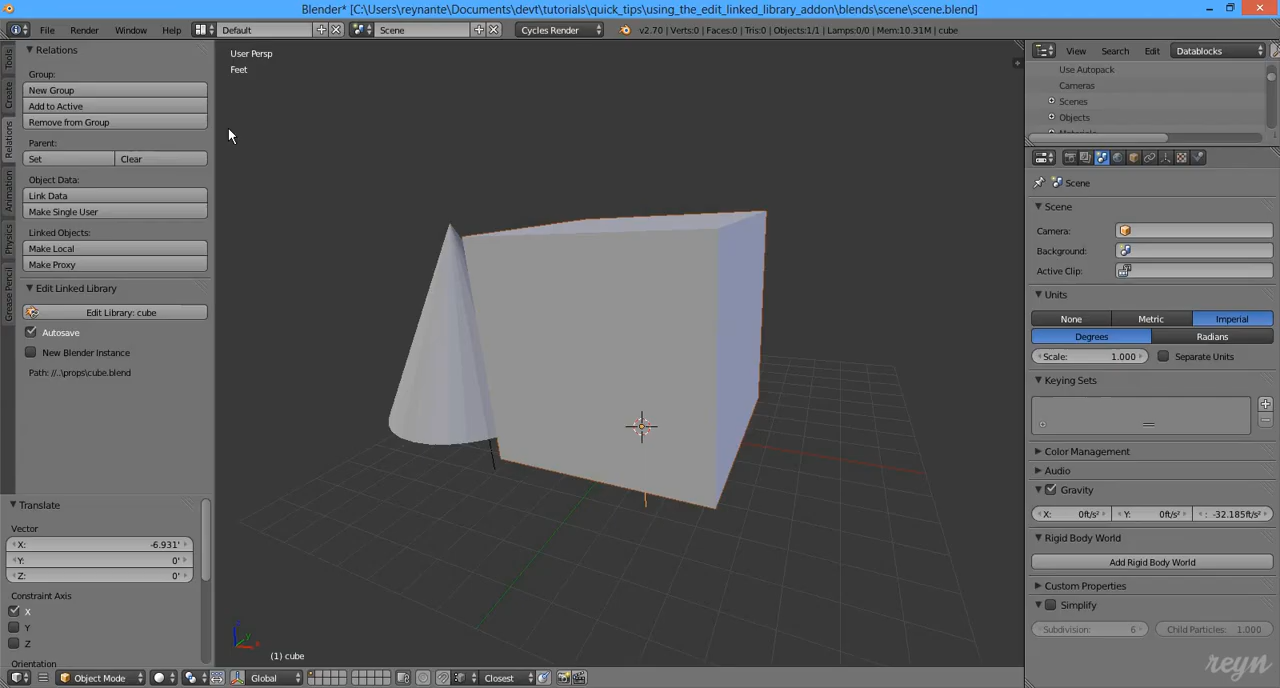 Blender* [C:\Users\reynante\Documents\devt\tutorials\quick_tips\using_the_edit_linked_library_addon\blends\scene\scene.blend]
File Render Window Help Default Scene Cycles Render v2.70 | Verts:0 | Faces:0 | Tris:0 | Objects:1/1 | Lamps:0/0 | Mem:10.31M | cube
Tools
Create
Relations
Animation
Physics
Grease Pencil
Relations
Group:
New Group
Add to Active
Remove from Group
Parent:
Set Clear
Object Data:
Link Data
Make Single User
Linked Objects:
Make Local
Make Proxy
Edit Linked Library
Edit Library: cube
Autosave
New Blender Instance
Path: //..\props\cube.blend
Translate
Vector
X: -6.931'
Y: 0'
Z: 0'
Constraint Axis
X
Y
Z
Orientation
User Persp
Feet
(1) cube
Object Mode Global Closest
View Search Edit Datablocks
Use Autopack
Cameras
Scenes
Objects
Scene
Scene
Camera:
Background:
Active Clip:
Units
None Metric Imperial
Degrees Radians
Scale: 1.000 Separate Units
Keying Sets
Color Management
Audio
Gravity
X: 0ft/s² Y: 0ft/s² : -32.185ft/s²
Rigid Body World
Add Rigid Body World
Custom Properties
Simplify
Subdivision: 6 Child Particles: 1.000
reyn